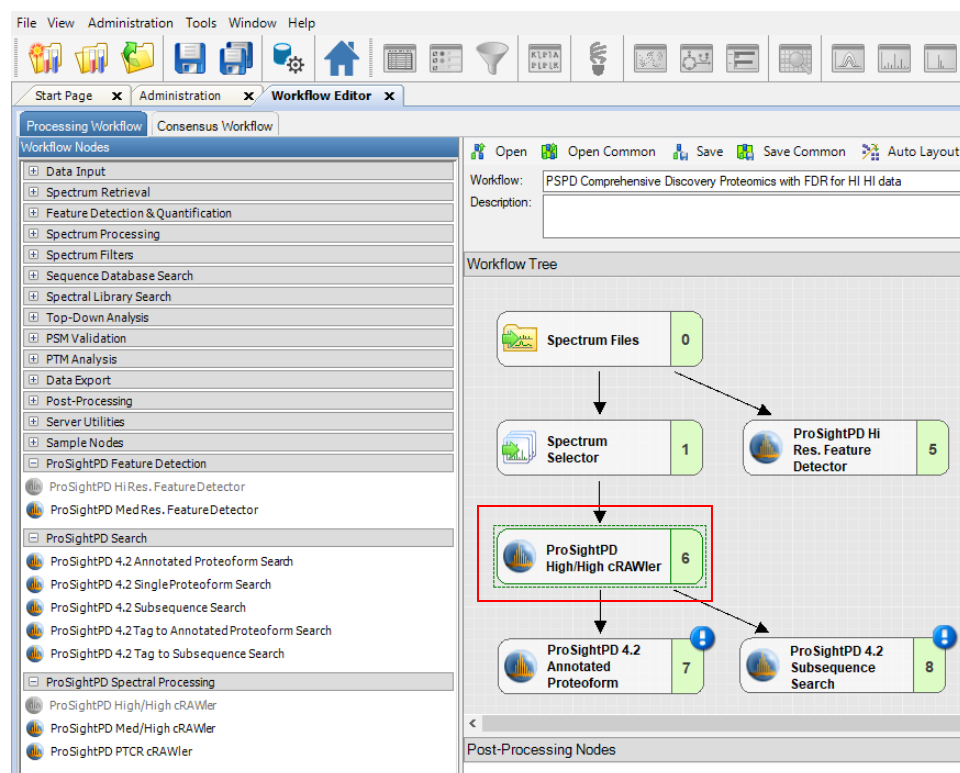 File View Administration Tools Window Help
Start Page x Administration x Workflow Editor x
Processing Workflow Consensus Workflow
Workflow Nodes
Data Input
Spectrum Retrieval
Feature Detection & Quantification
Spectrum Processing
Spectrum Filters
Sequence Database Search
Spectral Library Search
Top-Down Analysis
PSM Validation
PTM Analysis
Data Export
Post-Processing
Server Utilities
Sample Nodes
ProSightPD Feature Detection
ProSightPD Hi Res. Feature Detector
ProSightPD Med Res. Feature Detector
ProSightPD Search
ProSightPD 4.2 Annotated Proteoform Search
ProSightPD 4.2 Single Proteoform Search
ProSightPD 4.2 Subsequence Search
ProSightPD 4.2 Tag to Annotated Proteoform Search
ProSightPD 4.2 Tag to Subsequence Search
ProSightPD Spectral Processing
ProSightPD High/High cRAWler
ProSightPD Med/High cRAWler
ProSightPD PTCR cRAWler
Open Open Common Save Save Common Auto Layout
Workflow: PSPD Comprehensive Discovery Proteomics with FDR for HI HI data
Description:
Workflow Tree
Spectrum Files 0
Spectrum
Selector
1
ProSightPD Hi
Res. Feature
Detector
5
ProSightPD
High/High cRAWler
6
ProSightPD 4.2
Annotated
Proteoform
7
ProSightPD 4.2
Subsequence
Search
8
Post-Processing Nodes